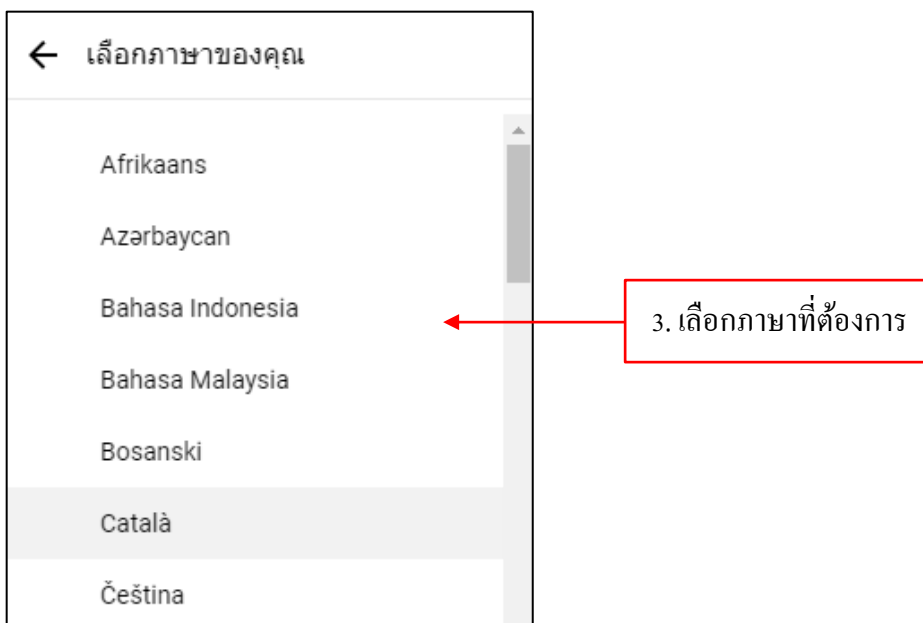 เลือกภาษาของคุณ
Afrikaans
Azərbaycan
Bahasa Indonesia
3. เลือกภาษาที่ต้องการ
Bahasa Malaysia
Bosanski
Català
Čeština